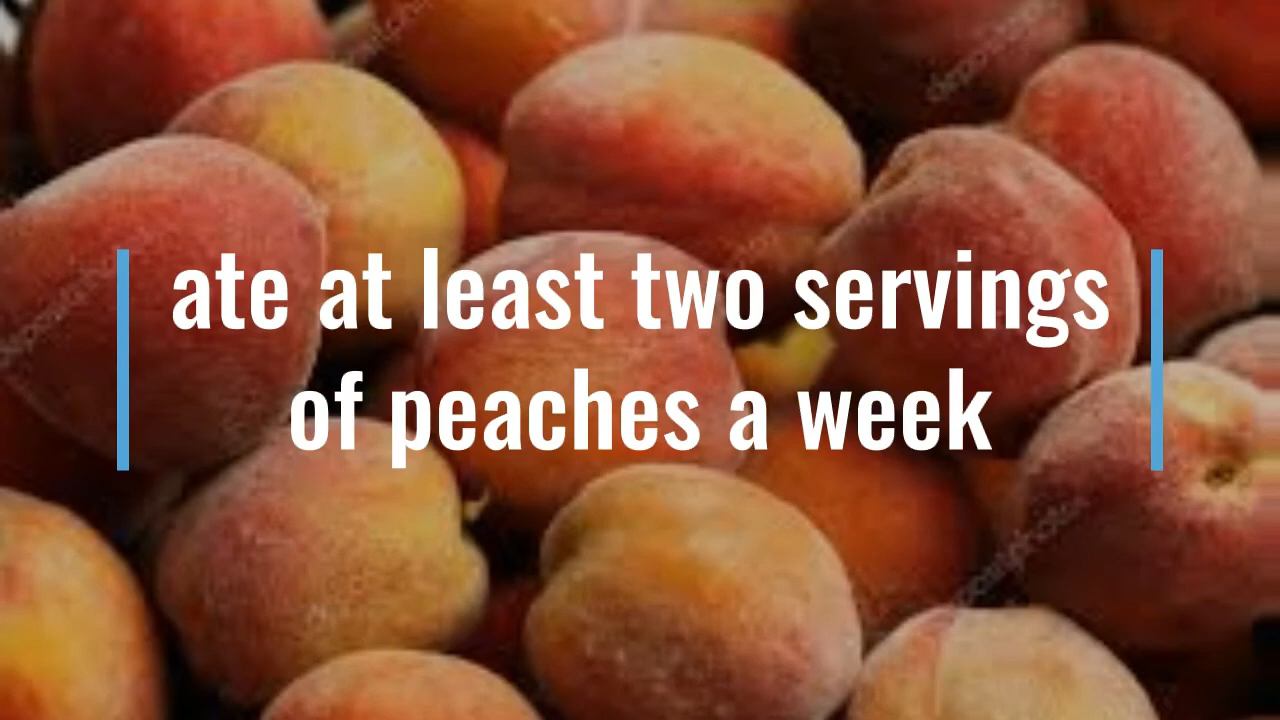 ate at least two servings
of peaches a week